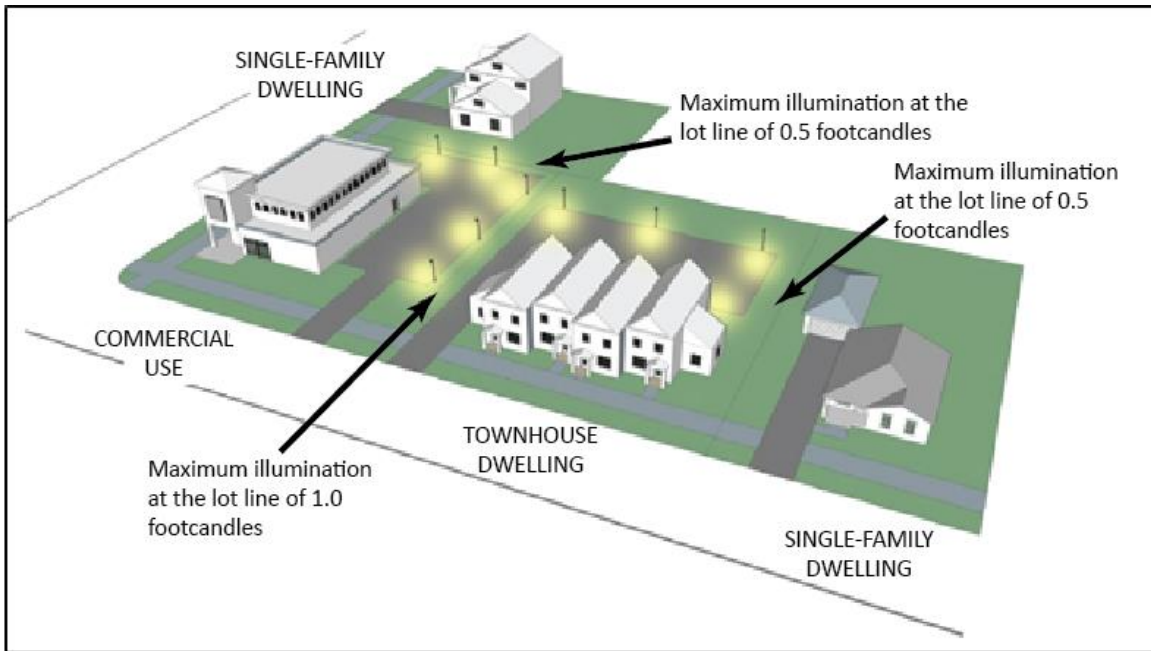 SINGLE-FAMILY
DWELLING
Maximum illumination at the
lot line of 0.5 footcandles
Maximum illumination
at the lot line of 0.5
footcandles
COMMERCIAL
USE
TOWNHOUSE
DWELLING
Maximum illumination
at the lot line of 1.0
footcandles
SINGLE-FAMILY
DWELLING